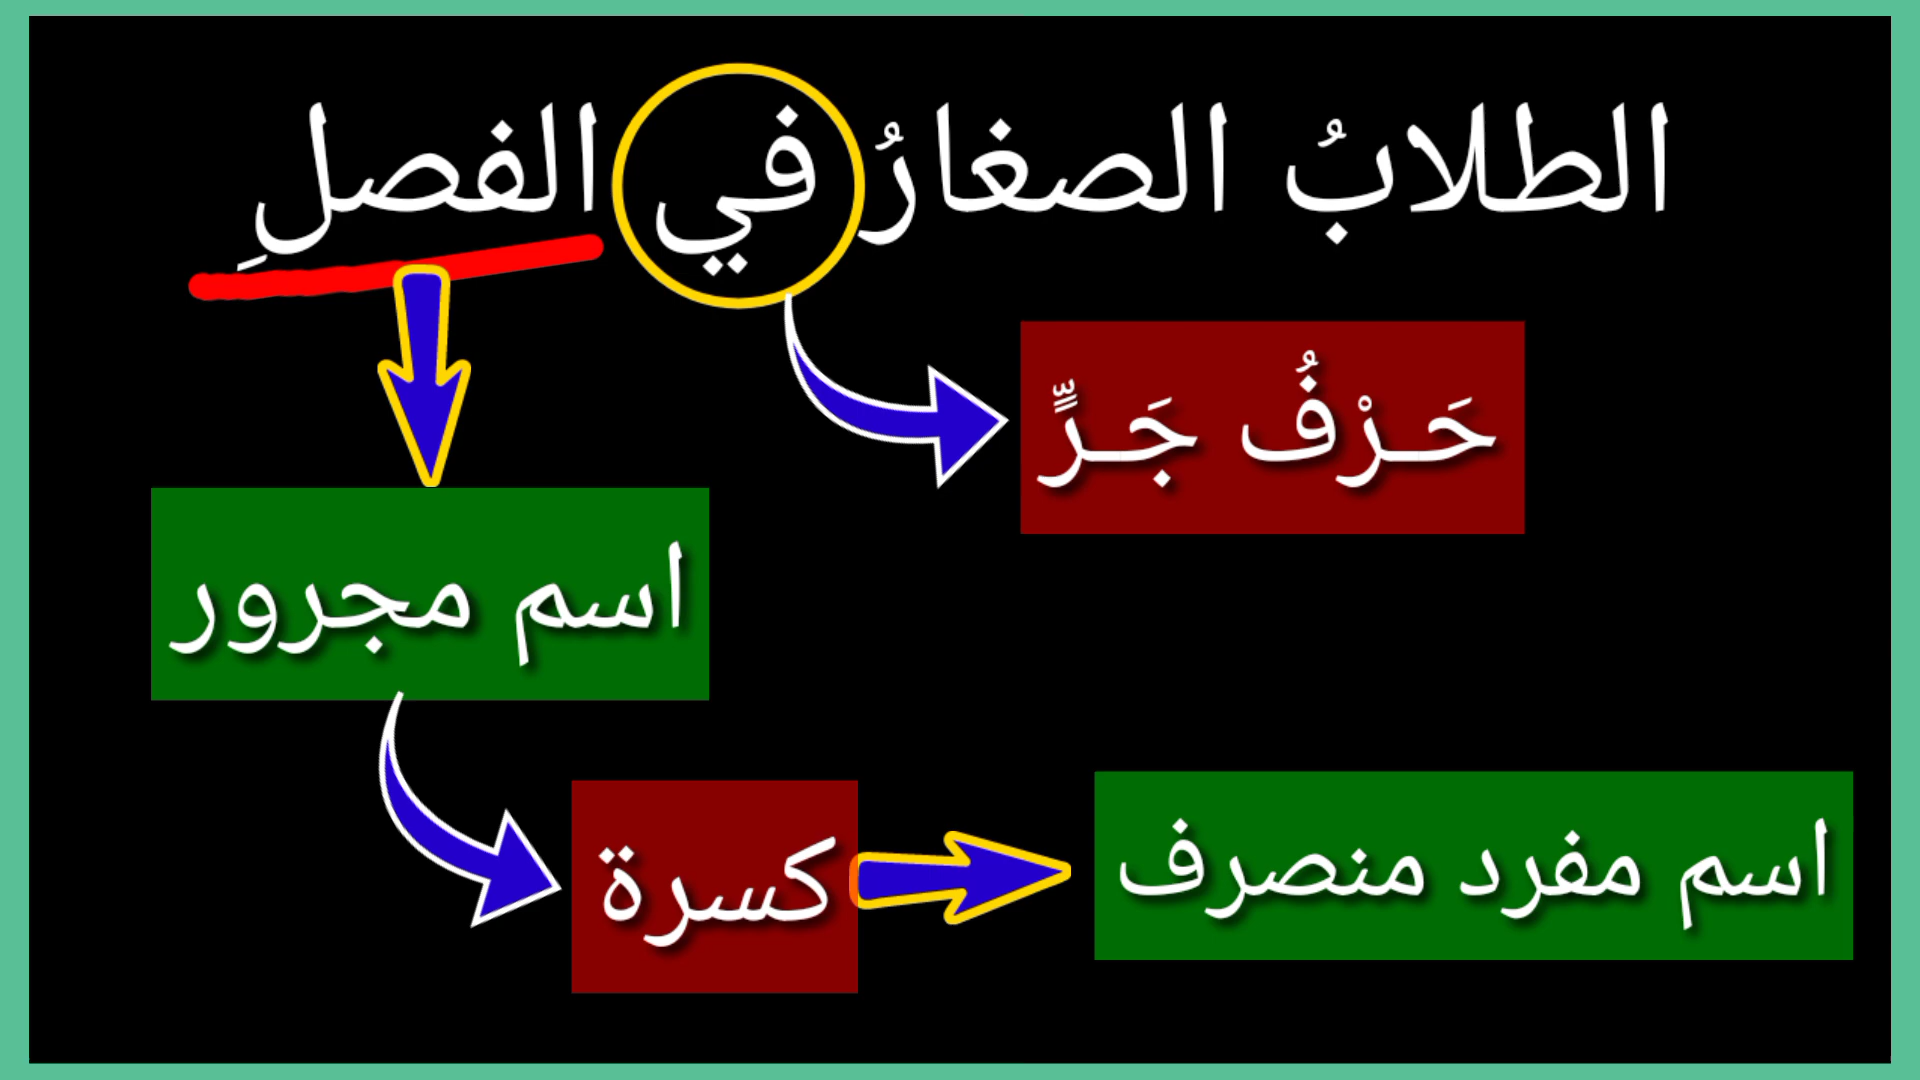 الطلابُ الصغارُ في الفصلِ
حَـرْفُ جَـرٍّ
اسم مجرور
كسرة
اسم مفرد منصرف